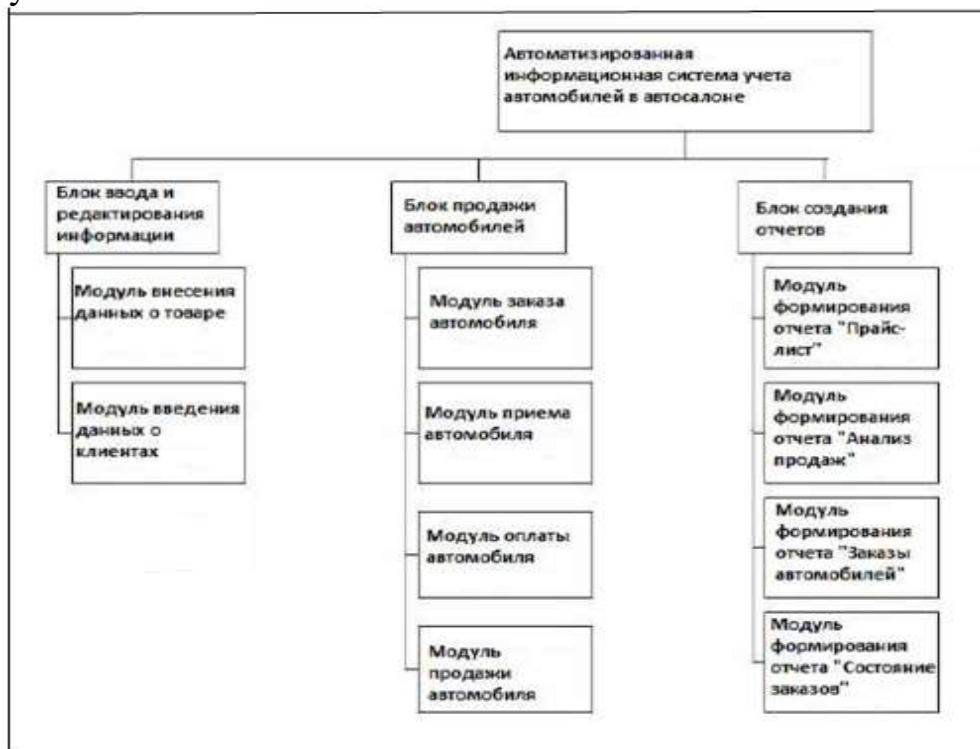 у
Автоматизированная
информационная система учета
автомобилей в автосалоне
Блок ввода и
редактирования
информации
Модуль внесения
данных о товаре
Модуль введения
данных о
клиентах
Блок продажи
автомобилей
Модуль заказа
автомобиля
Модуль приема
автомобиля
Модуль оплаты
автомобиля
Модуль
продажи
автомобиля
Блок создания
отчетов
Модуль
формирования
отчета "Прайс-
лист"
Модуль
формирования
отчета "Анализ
продаж"
Модуль
формирования
отчета "Заказы
автомобилей"
Модуль
формирования
отчета "Состояние
заказов"